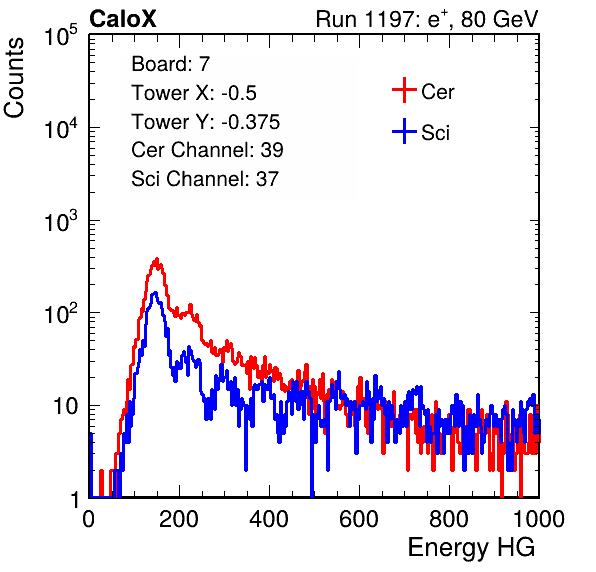 CaloX Run 1197: e⁺, 80 GeV
Counts
10⁵
10⁴
10³
10²
10
1
Board: 7
Tower X: -0.5
Tower Y: -0.375
Cer Channel: 39
Sci Channel: 37
Cer
Sci
0 200 400 600 800 1000
Energy HG